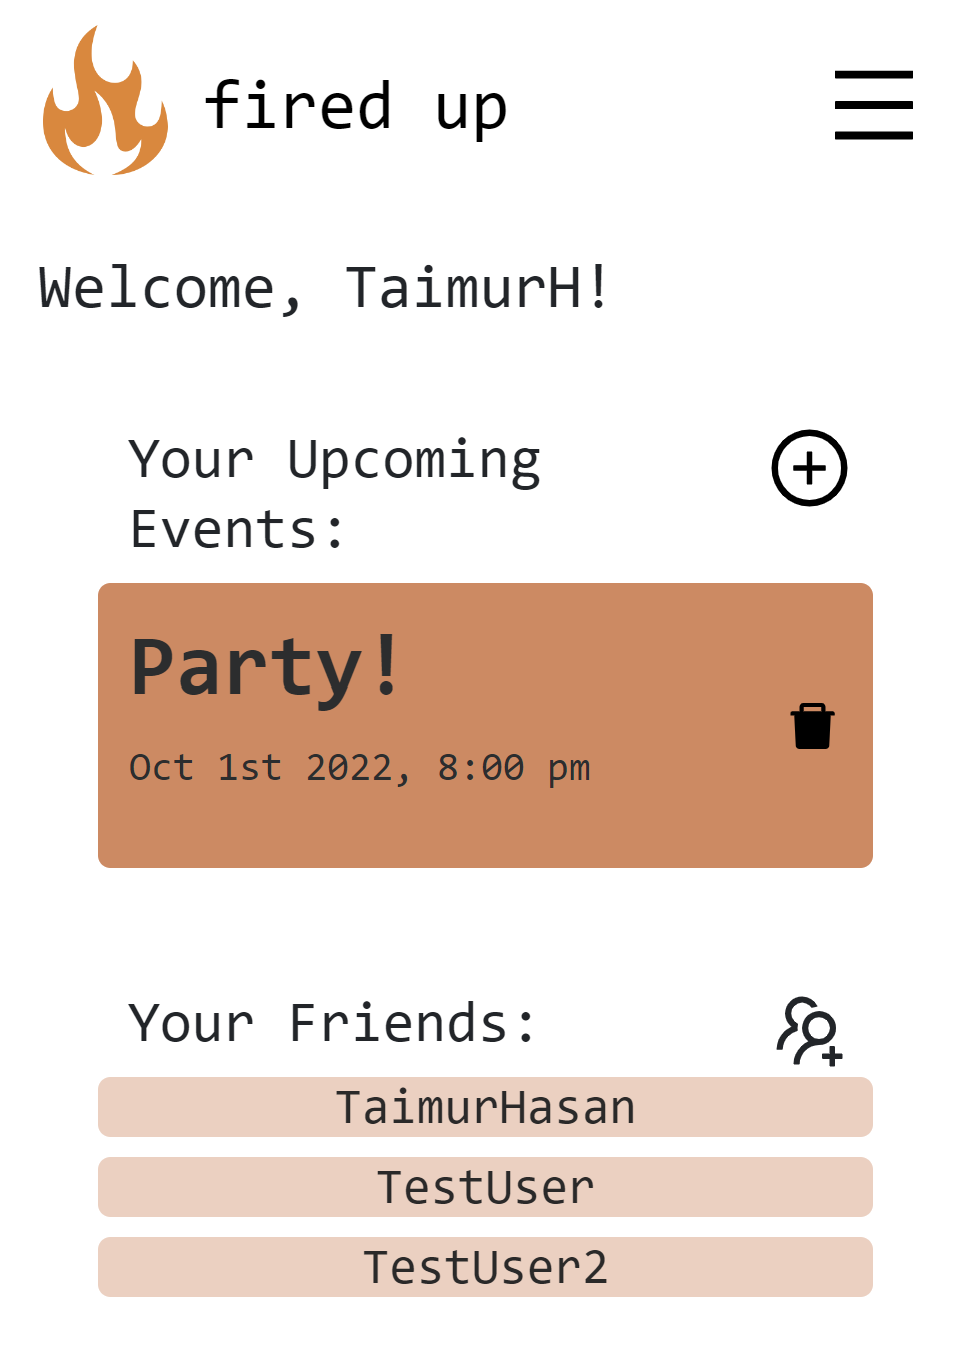 fired up
Welcome, TaimurH!
Your Upcoming
Events:
Party!
Oct 1st 2022, 8:00 pm
Your Friends:
TaimurHasan
TestUser
TestUser2